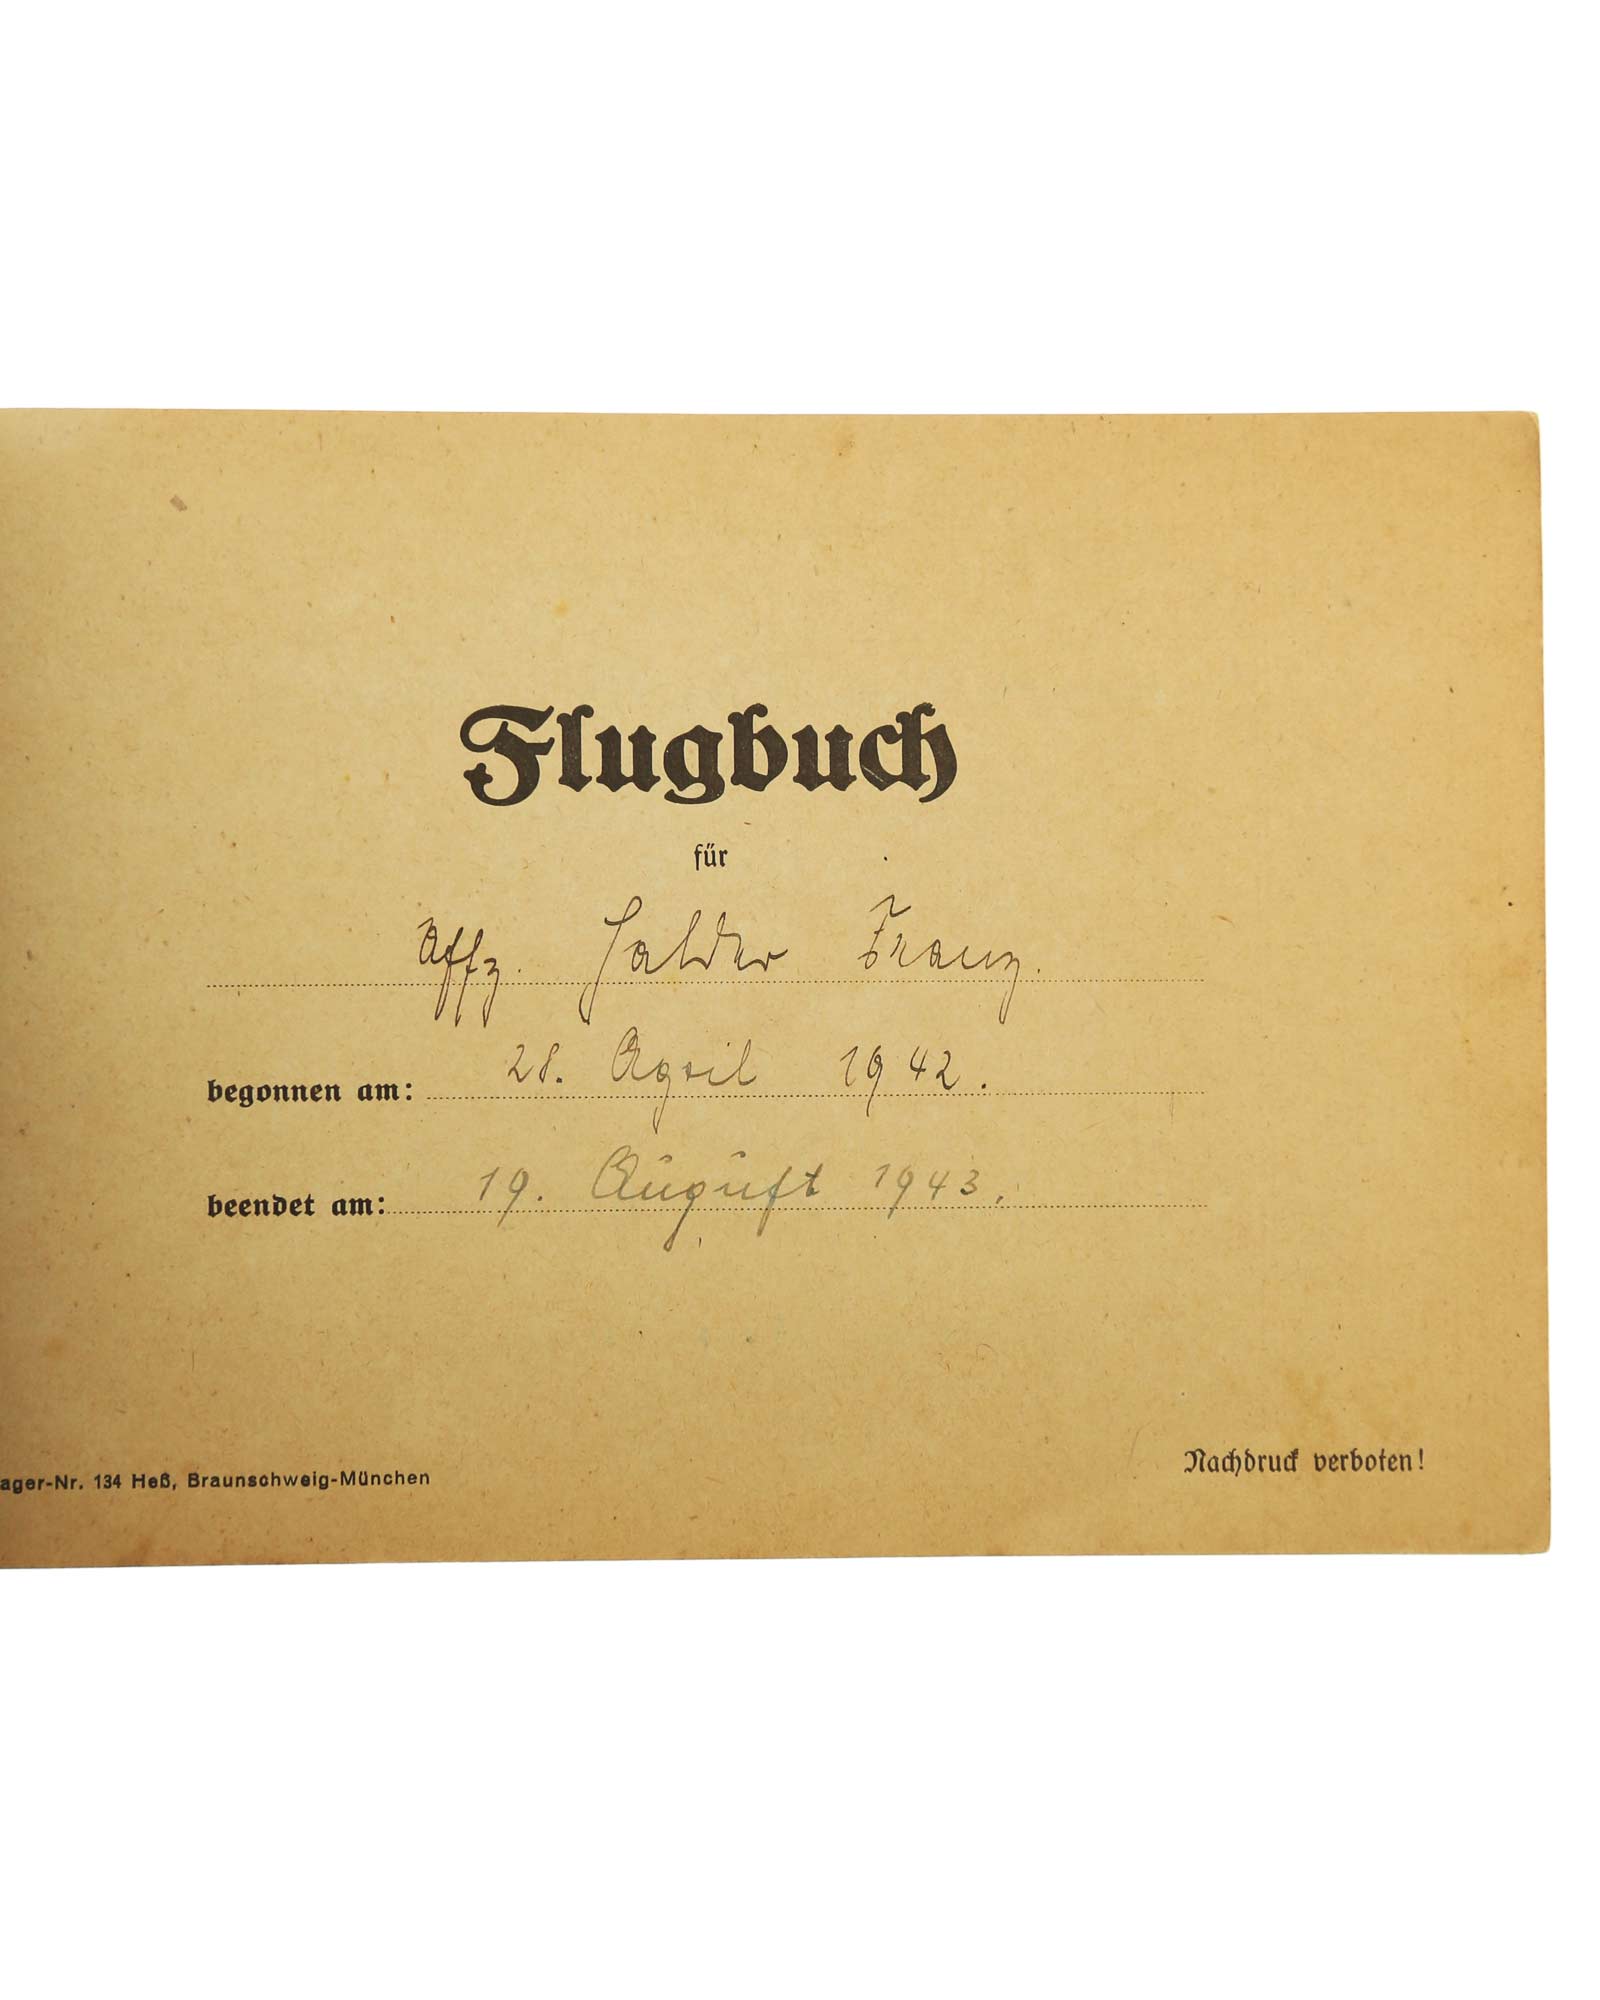 Flugbuch
für
Uffz. Halder Franz.
begonnen am: 28. April 1942.
beendet am: 19. August 1943.
ager-Nr. 134 Heß, Braunschweig-München
Nachdruck verboten!